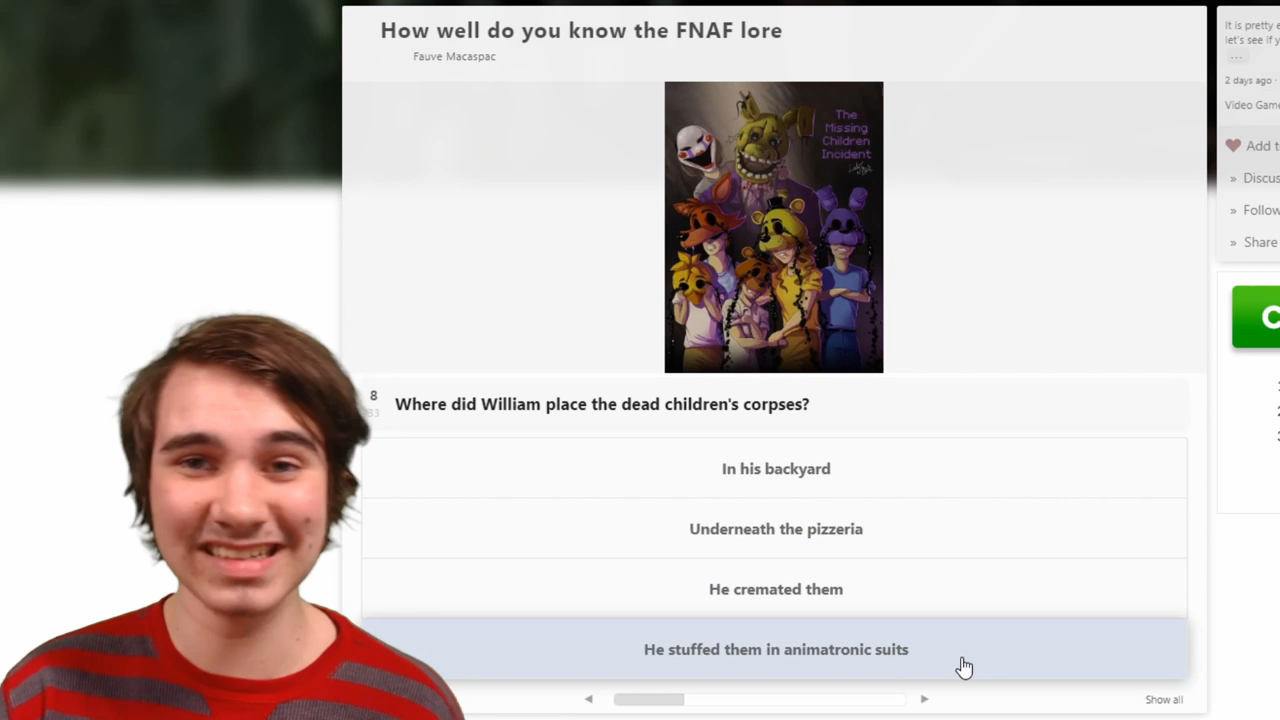 How well do you know the FNAF lore
Fauve Macaspac
It is pretty e
let's see if y
...
2 days ago ·
Video Game
Add to
» Discus
» Follow
» Share
The
Missing
Children
Incident
8
Where did William place the dead children's corpses?
In his backyard
Underneath the pizzeria
He cremated them
He stuffed them in animatronic suits
Show all